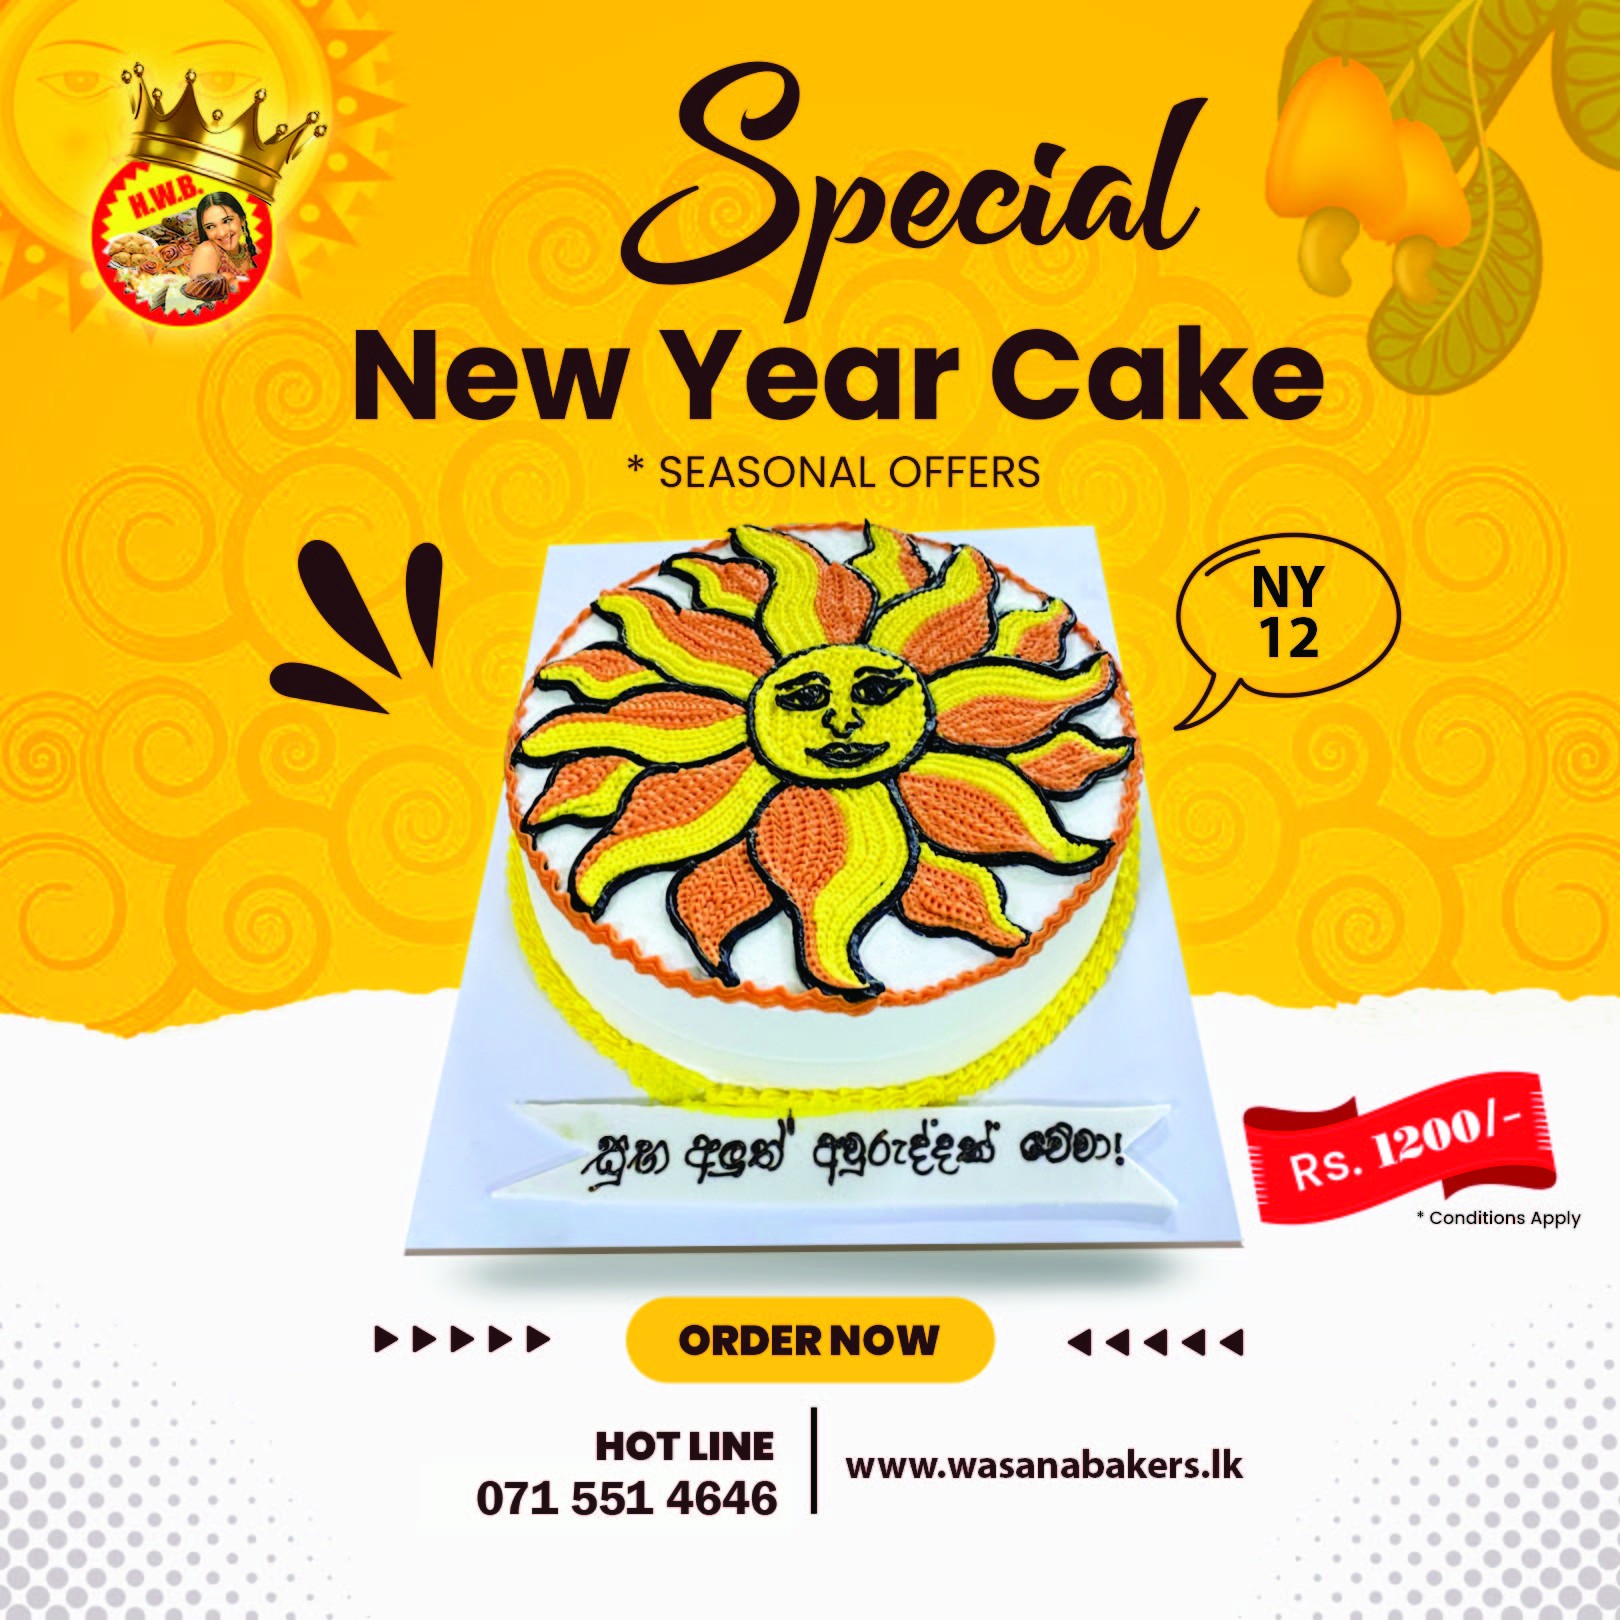 H.W.B.
Special
New Year Cake
* SEASONAL OFFERS
NY
12
සුභ අලුත් අවුරුද්දක් වේවා!
Rs. 1200/-
* Conditions Apply
ORDER NOW
HOT LINE
071 551 4646
www.wasanabakers.lk